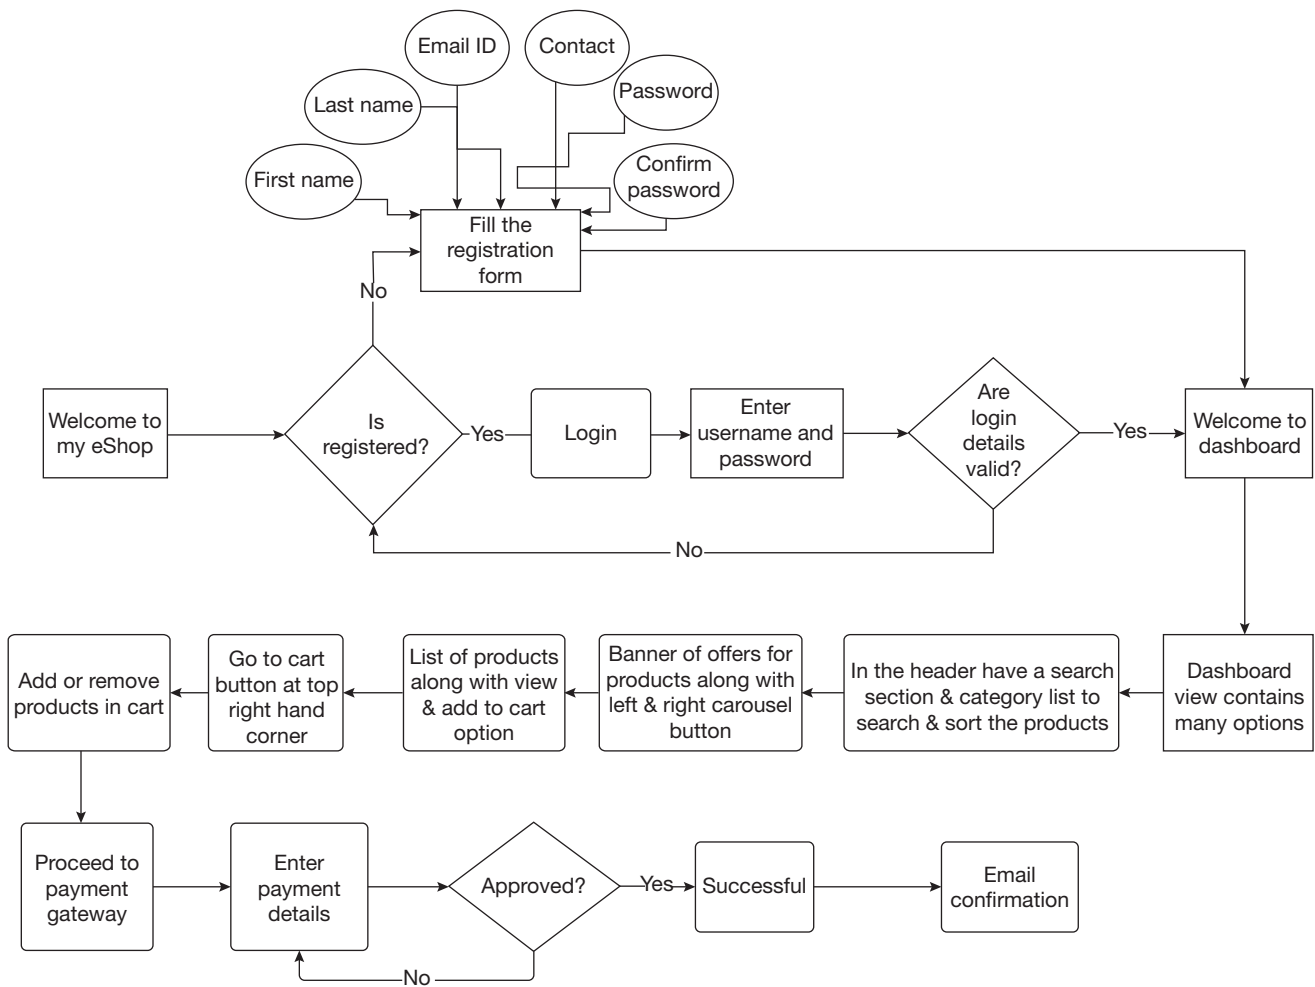 Email ID
Contact
Last name
Password
First name
Confirm
password
Fill the
registration
form
No
Welcome to
my eShop
Is
registered?
Yes
Login
Enter
username and
password
Are
login
details
valid?
Yes
Welcome to
dashboard
No
Add or remove
products in cart
Go to cart
button at top
right hand
corner
List of products
along with view
& add to cart
option
Banner of offers for
products along with
left & right carousel
button
In the header have a search
section & category list to
search & sort the products
Dashboard
view contains
many options
Proceed to
payment
gateway
Enter
payment
details
Approved?
Yes
Successful
Email
confirmation
No